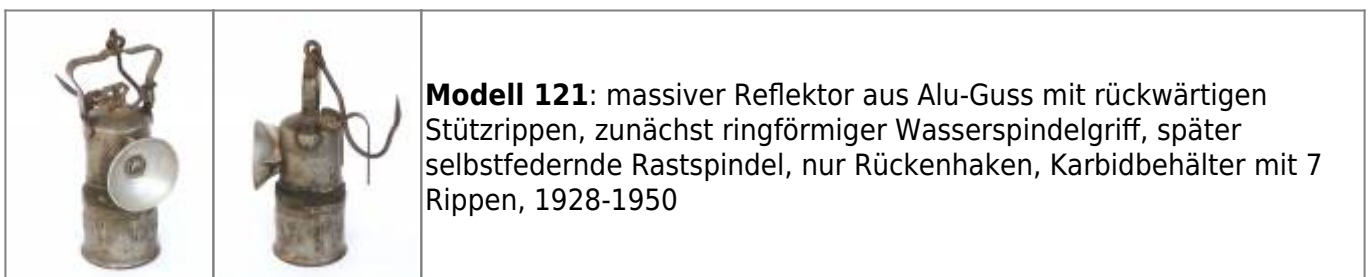 Modell 121: massiver Reflektor aus Alu-Guss mit rückwärtigen
Stützrippen, zunächst ringförmiger Wasserspindelgriff, später
selbstfedernde Rastspindel, nur Rückenhaken, Karbidbehälter mit 7
Rippen, 1928-1950